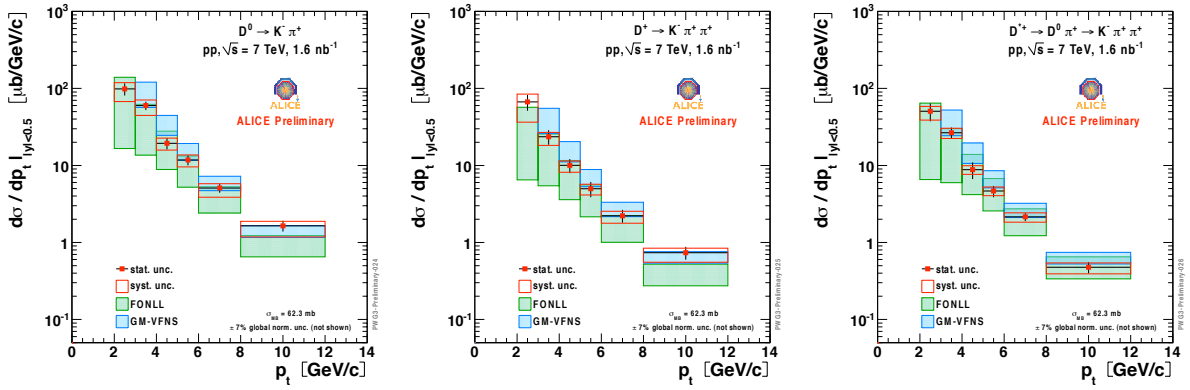 D⁰ → K⁻ π⁺
pp, √s = 7 TeV, 1.6 nb⁻¹
ALICE
ALICE Preliminary
dσ / dp_t |_|y|<0.5 [μb/GeV/c]
10³
10²
10
1
10⁻¹
stat. unc.
syst. unc.
FONLL
GM-VFNS
σ_MB = 62.3 mb
± 7% global norm. unc. (not shown)
PWG3-Preliminary-024
0 2 4 6 8 10 12 14
p_t [GeV/c]
D⁺ → K⁻ π⁺ π⁺
pp, √s = 7 TeV, 1.6 nb⁻¹
ALICE
ALICE Preliminary
dσ / dp_t |_|y|<0.5 [μb/GeV/c]
10³
10²
10
1
10⁻¹
stat. unc.
syst. unc.
FONLL
GM-VFNS
σ_MB = 62.3 mb
± 7% global norm. unc. (not shown)
PWG3-Preliminary-025
0 2 4 6 8 10 12 14
p_t [GeV/c]
D*⁺ → D⁰ π⁺ → K⁻ π⁺ π⁺
pp, √s = 7 TeV, 1.6 nb⁻¹
ALICE
ALICE Preliminary
dσ / dp_t |_|y|<0.5 [μb/GeV/c]
10³
10²
10
1
10⁻¹
stat. unc.
syst. unc.
FONLL
GM-VFNS
σ_MB = 62.3 mb
± 7% global norm. unc. (not shown)
PWG3-Preliminary-026
0 2 4 6 8 10 12 14
p_t [GeV/c]